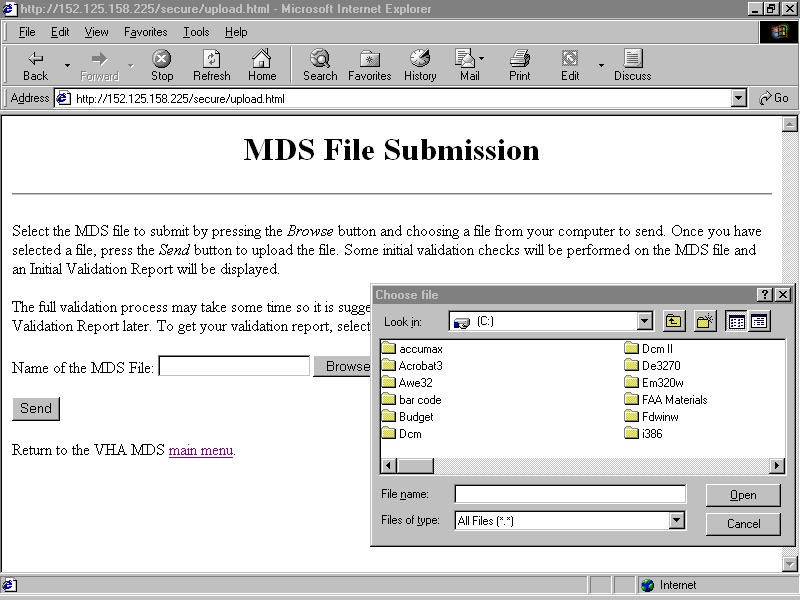 http://152.125.158.225/secure/upload.html - Microsoft Internet Explorer
File Edit View Favorites Tools Help
Back Forward Stop Refresh Home Search Favorites History Mail Print Edit Discuss
Address http://152.125.158.225/secure/upload.html Go
MDS File Submission
Select the MDS file to submit by pressing the Browse button and choosing a file from your computer to send. Once you have
selected a file, press the Send button to upload the file. Some initial validation checks will be performed on the MDS file and
an Initial Validation Report will be displayed.
The full validation process may take some time so it is sugge
Validation Report later. To get your validation report, select
Name of the MDS File: Browse
Send
Return to the VHA MDS main menu.
Choose file
Look in: (C:)
accumax Dcm II
Acrobat3 De3270
Awe32 Em320w
bar code FAA Materials
Budget Fdwinw
Dcm i386
File name: Open
Files of type: All Files (*.*) Cancel
Internet